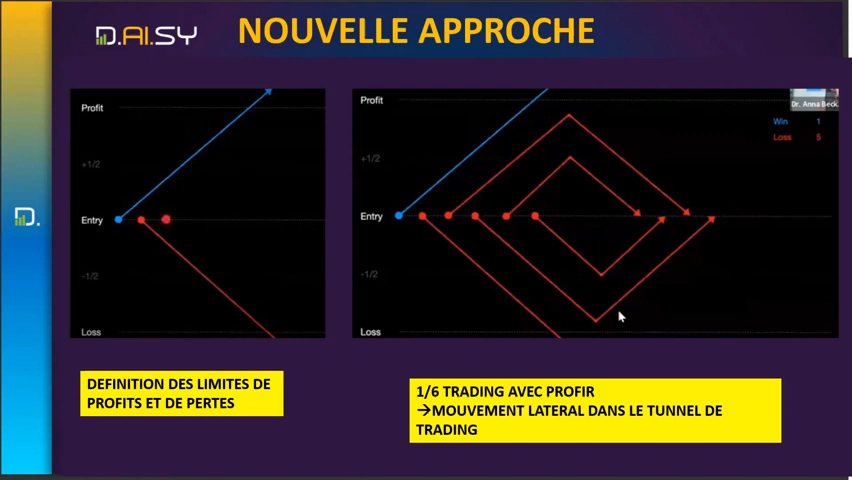 D.AI.SY
NOUVELLE APPROCHE
D.
Profit
+1/2
Entry
-1/2
Loss
Profit
+1/2
Entry
-1/2
Loss
Dr. Anna Beck.
Win 1
Loss 5
DEFINITION DES LIMITES DE
PROFITS ET DE PERTES
1/6 TRADING AVEC PROFIR
→MOUVEMENT LATERAL DANS LE TUNNEL DE
TRADING